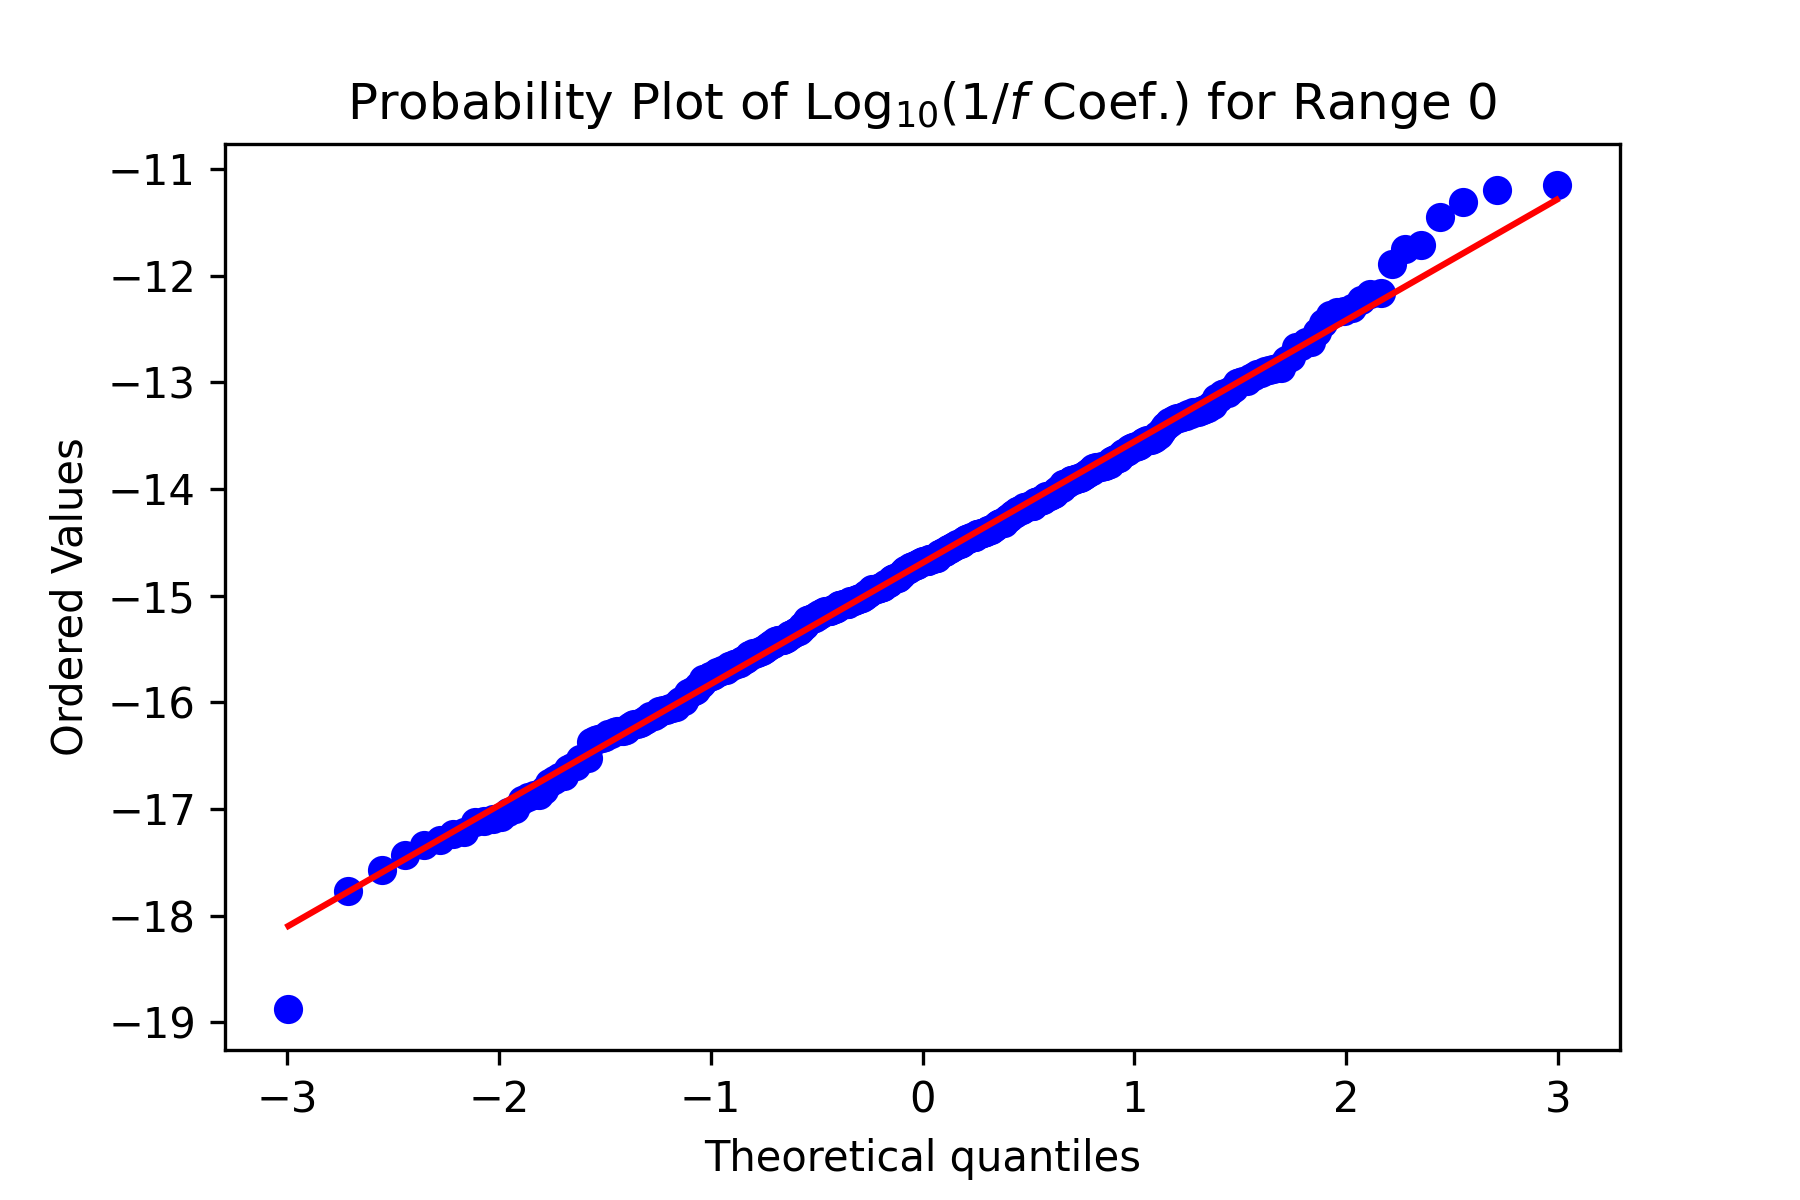 Probability Plot of Log₁₀(1/f Coef.) for Range 0
−11
−12
−13
−14
−15
−16
−17
−18
−19
Ordered Values
−3 −2 −1 0 1 2 3
Theoretical quantiles